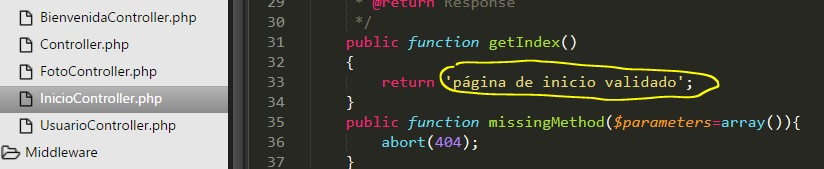 BienvenidaController.php
Controller.php
FotoController.php
InicioController.php
UsuarioController.php
Middleware
29 * @return Response
30 */
31 public function getIndex()
32 {
33 return 'página de inicio validado';
34 }
35 public function missingMethod($parameters=array()){
36 abort(404);
37 }